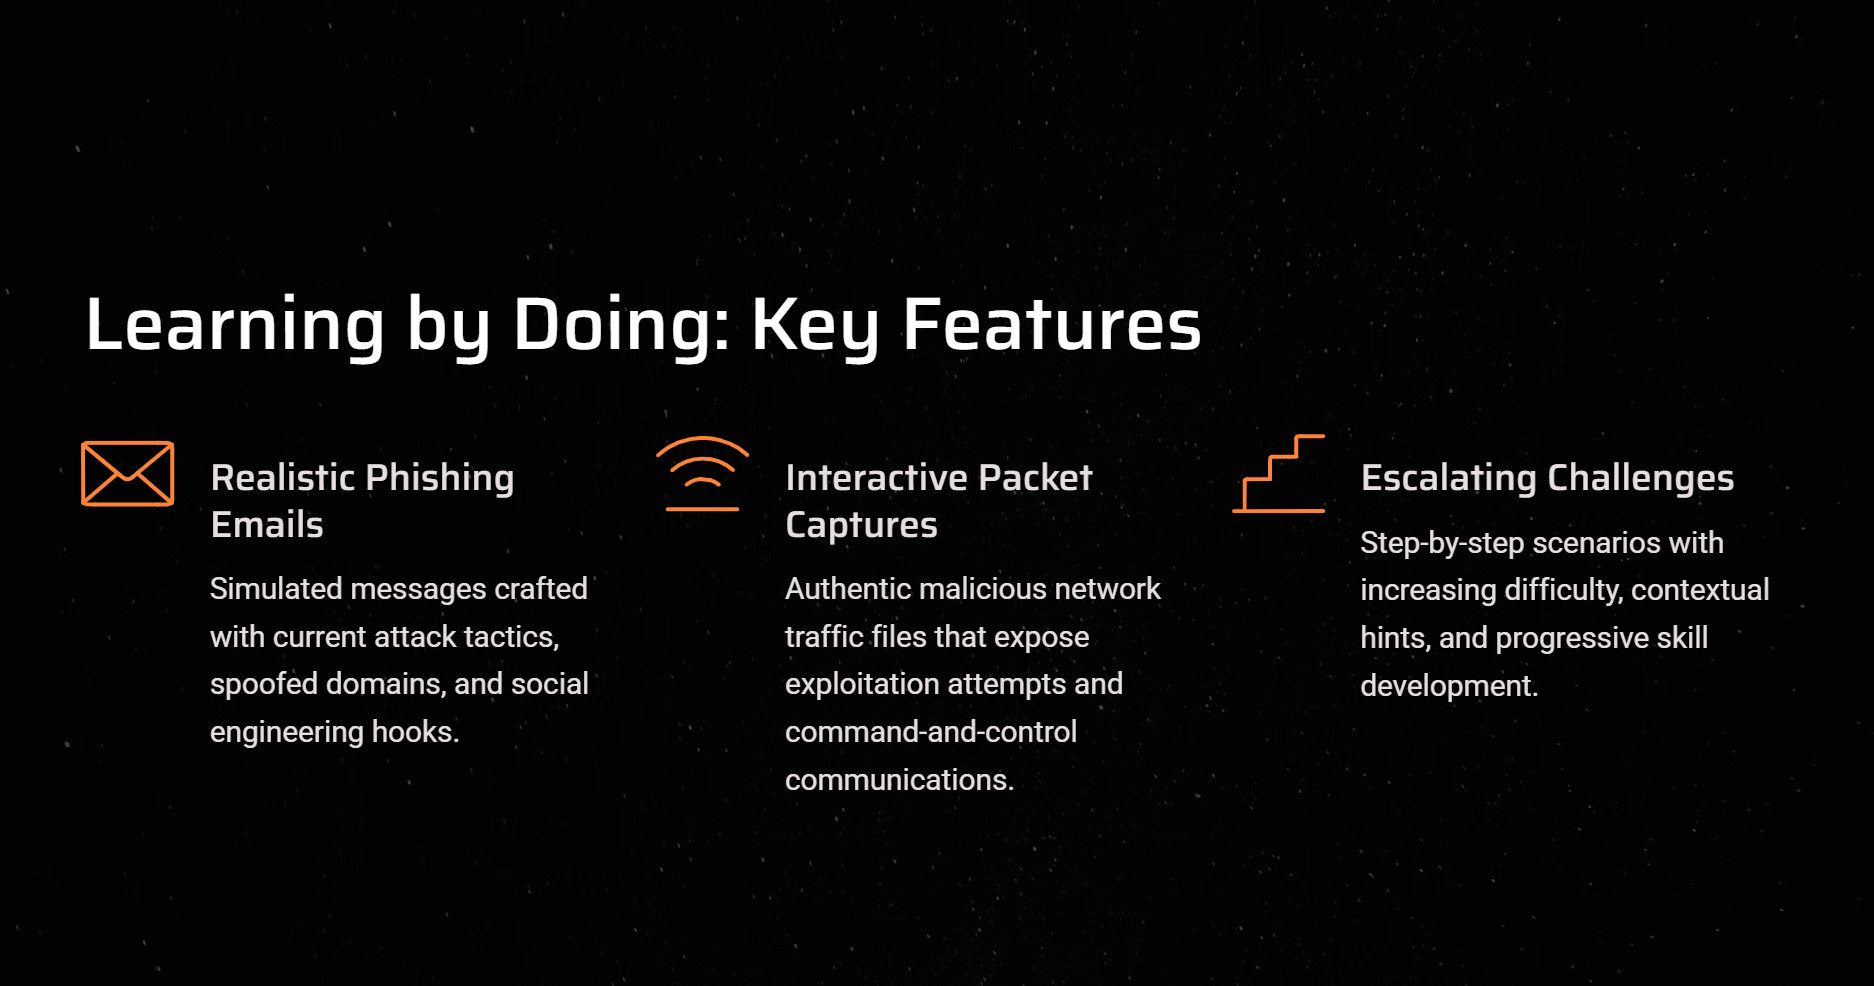 Learning by Doing: Key Features
Realistic Phishing
Emails
Simulated messages crafted
with current attack tactics,
spoofed domains, and social
engineering hooks.
Interactive Packet
Captures
Authentic malicious network
traffic files that expose
exploitation attempts and
command-and-control
communications.
Escalating Challenges
Step-by-step scenarios with
increasing difficulty, contextual
hints, and progressive skill
development.